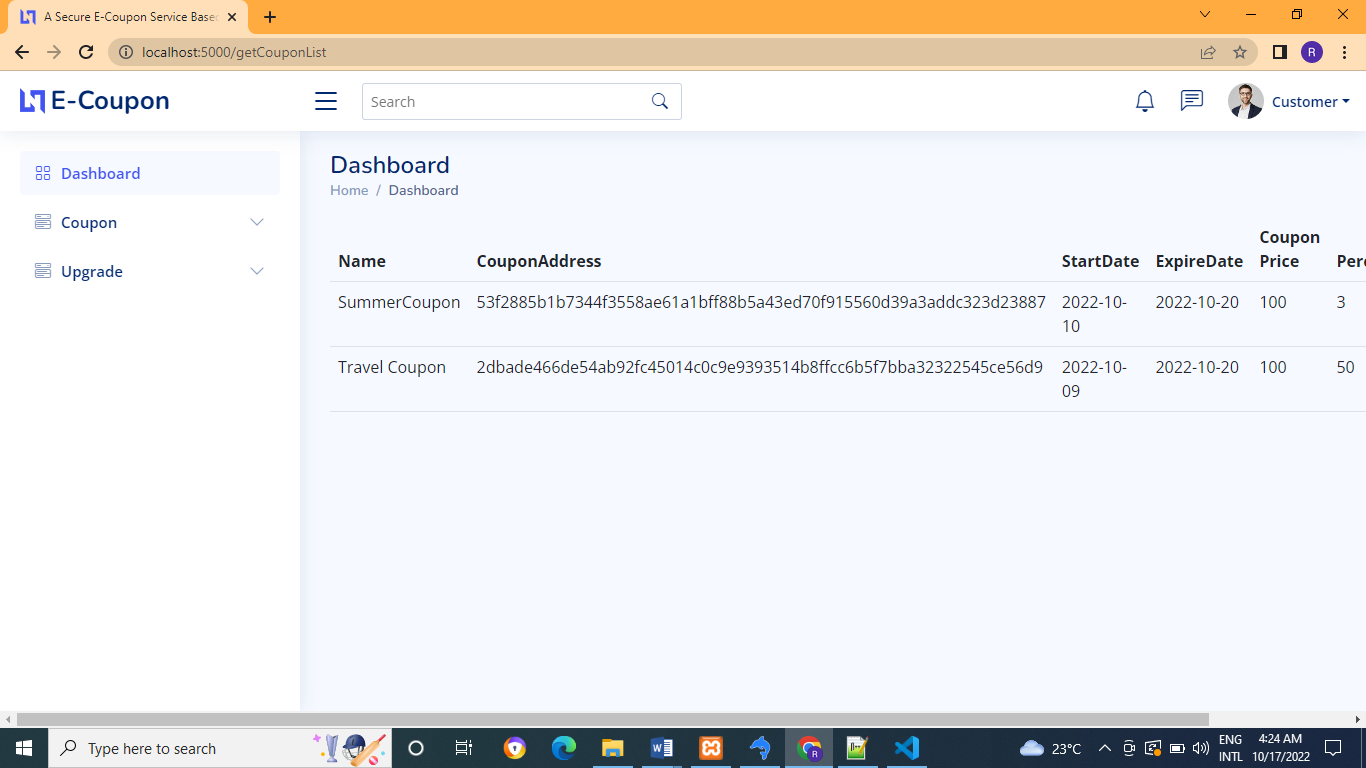 A Secure E-Coupon Service Based
localhost:5000/getCouponList
R
E-Coupon
Search
Customer
Dashboard
Coupon
Upgrade
Dashboard
Home / Dashboard
Name CouponAddress StartDate ExpireDate Coupon Price Perc
SummerCoupon 53f2885b1b7344f3558ae61a1bff88b5a43ed70f915560d39a3addc323d23887 2022-10-10 2022-10-20 100 3
Travel Coupon 2dbade466de54ab92fc45014c0c9e9393514b8ffcc6b5f7bba32322545ce56d9 2022-10-09 2022-10-20 100 50
Type here to search
23°C
ENG
INTL
4:24 AM
10/17/2022